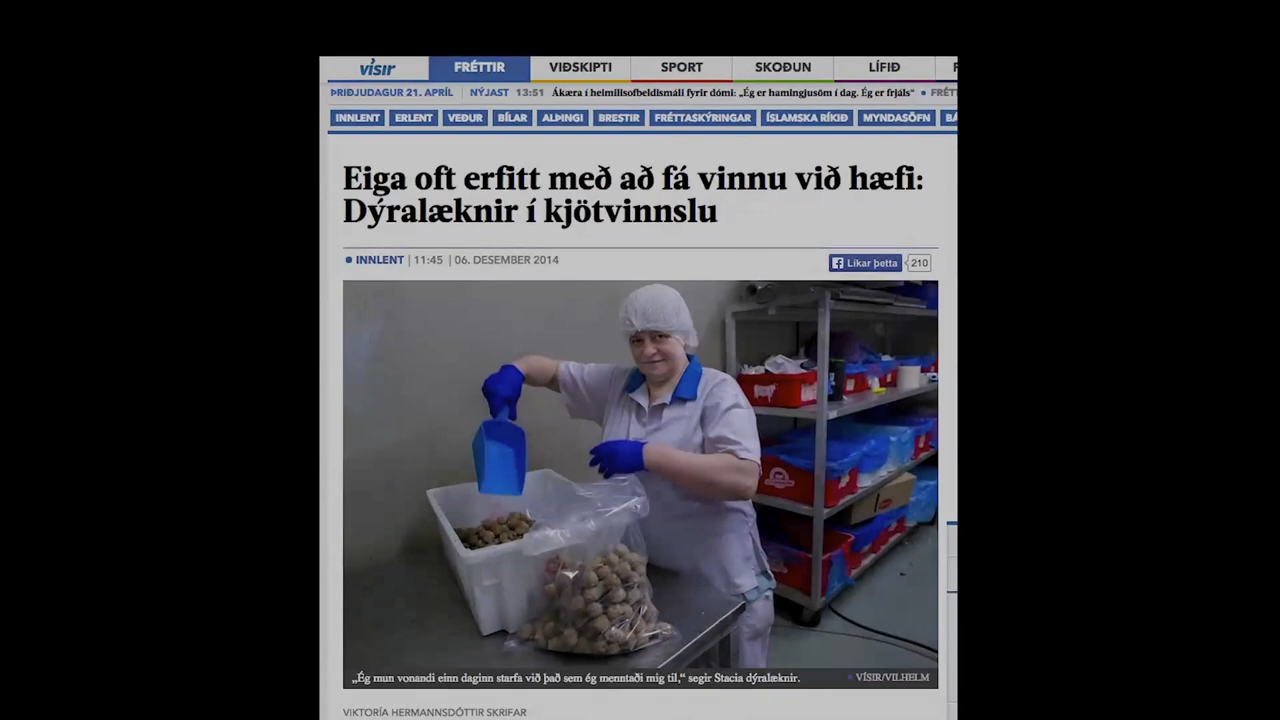 vísir FRÉTTIR VIÐSKIPTI SPORT SKOÐUN LÍFIÐ
ÞRIÐJUDAGUR 21. APRÍL NÝJAST 13:51 Ákæra í heimilisofbeldismáli fyrir dómi: „Ég er hamingjusöm í dag. Ég er frjáls“ • FRÉT
INNLENT ERLENT VEÐUR BÍLAR ALÞINGI BRESTIR FRÉTTASKÝRINGAR ÍSLAMSKA RÍKIÐ MYNDASÖFN BÁ
Eiga oft erfitt með að fá vinnu við hæfi:
Dýralæknir í kjötvinnslu
• INNLENT | 11:45 | 06. DESEMBER 2014
Líkar þetta 210
„Ég mun vonandi einn daginn starfa við það sem ég menntaði mig til,“ segir Stacia dýralæknir. • VÍSIR/VILHELM
VIKTORÍA HERMANNSDÓTTIR SKRIFAR